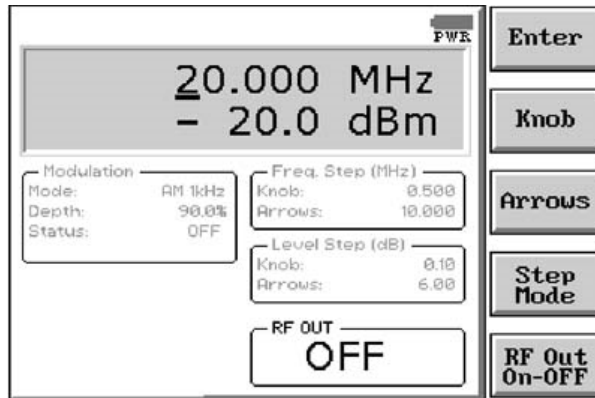 PWR
20.000 MHz
- 20.0 dBm
Modulation
Mode: AM 1kHz
Depth: 90.0%
Status: OFF
Freq. Step (MHz)
Knob: 0.500
Arrows: 10.000
Level Step (dB)
Knob: 0.10
Arrows: 6.00
RF OUT
OFF
Enter
Knob
Arrows
Step
Mode
RF Out
On-OFF